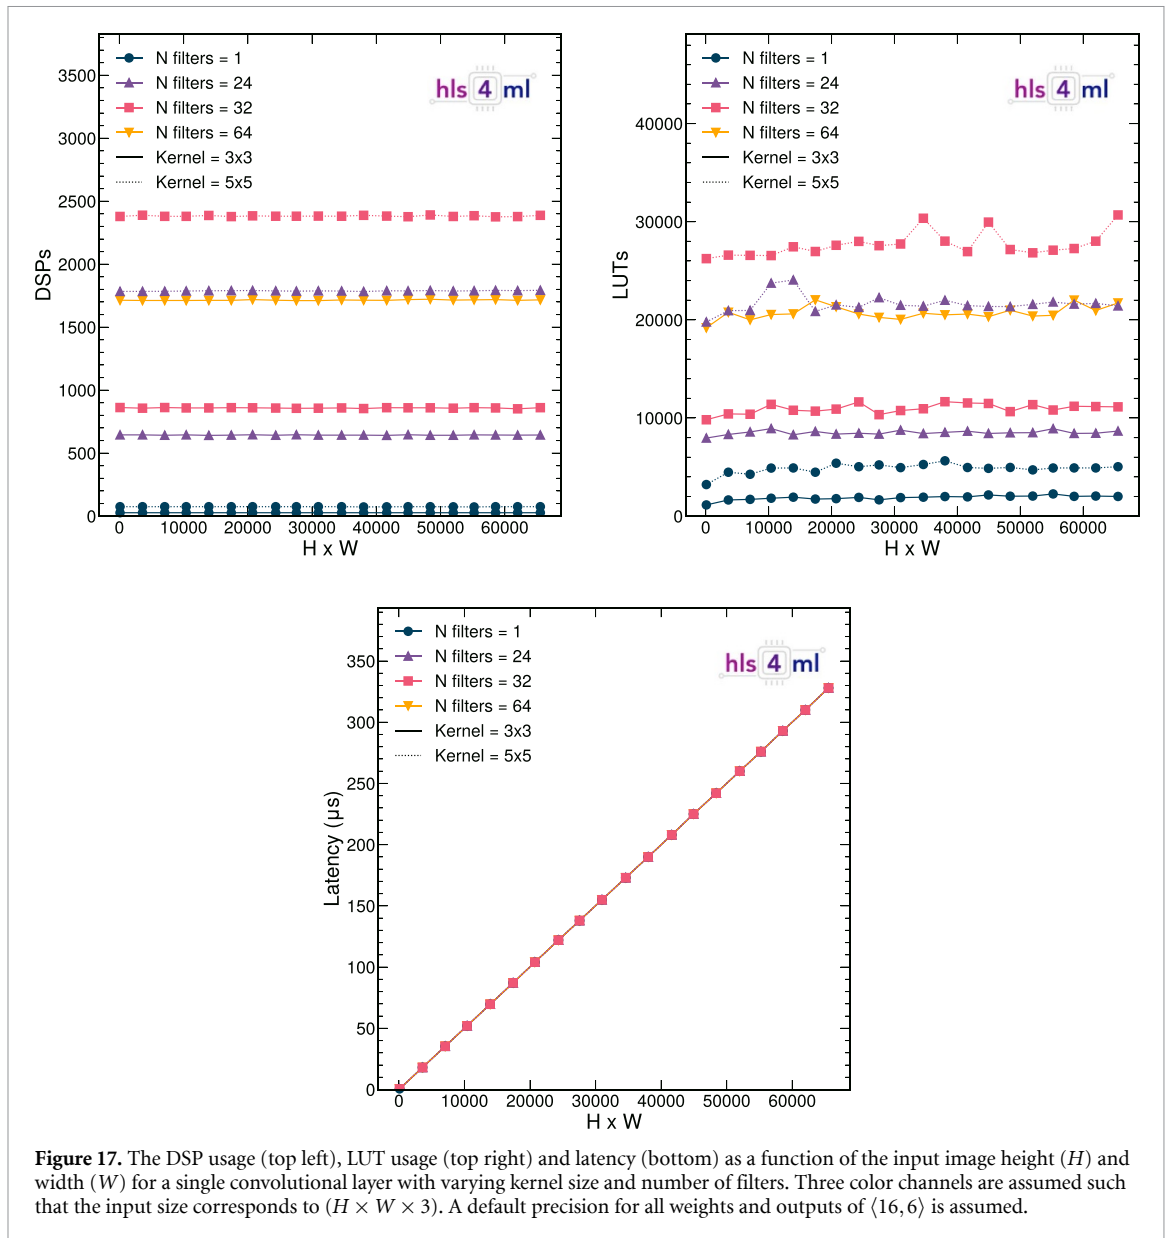 N filters = 1
N filters = 24
N filters = 32
N filters = 64
Kernel = 3x3
Kernel = 5x5
hls 4 ml
3500
3000
2500
2000
1500
1000
500
0
DSPs
0 10000 20000 30000 40000 50000 60000
H x W
N filters = 1
N filters = 24
N filters = 32
N filters = 64
Kernel = 3x3
Kernel = 5x5
hls 4 ml
40000
30000
20000
10000
0
LUTs
0 10000 20000 30000 40000 50000 60000
H x W
N filters = 1
N filters = 24
N filters = 32
N filters = 64
Kernel = 3x3
Kernel = 5x5
hls 4 ml
350
300
250
200
150
100
50
0
Latency (μs)
0 10000 20000 30000 40000 50000 60000
H x W
Figure 17. The DSP usage (top left), LUT usage (top right) and latency (bottom) as a function of the input image height (H) and
width (W) for a single convolutional layer with varying kernel size and number of filters. Three color channels are assumed such
that the input size corresponds to (H × W × 3). A default precision for all weights and outputs of ⟨16,6⟩ is assumed.